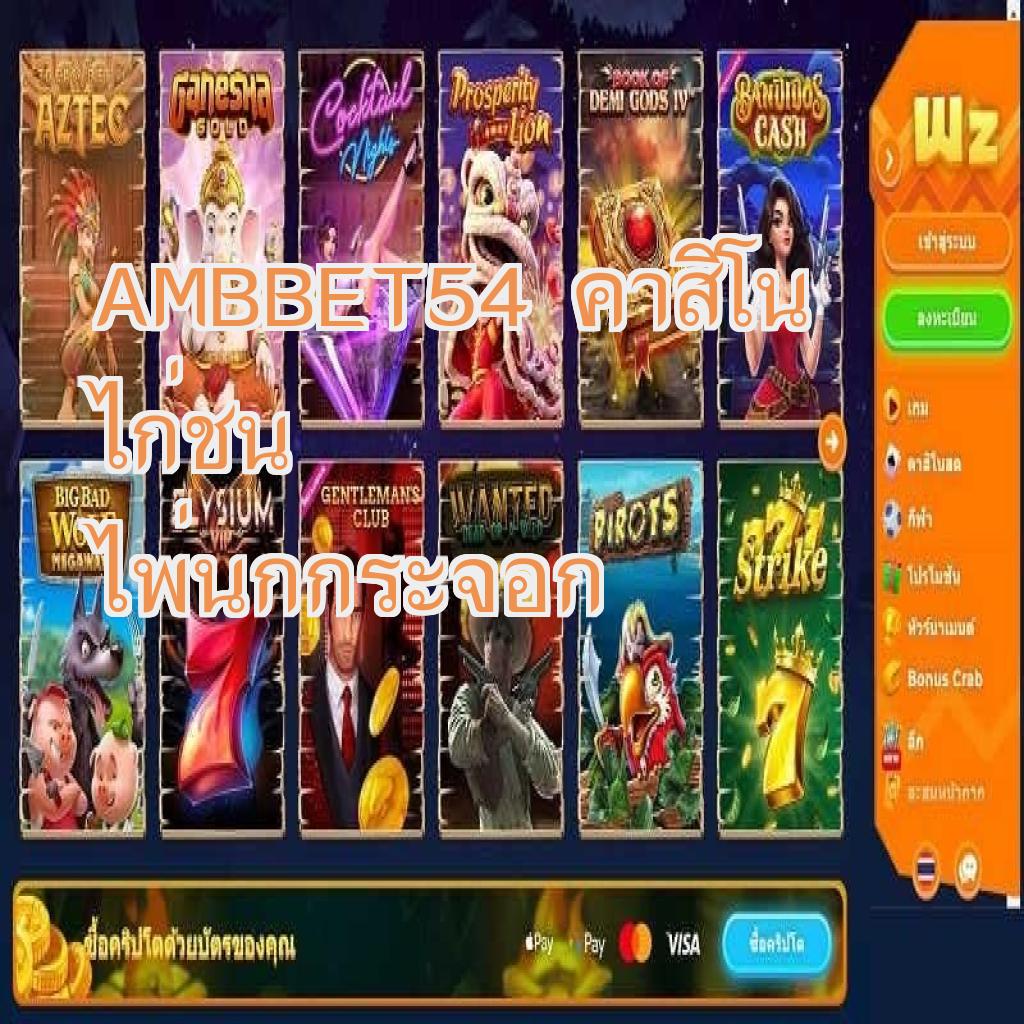 AZTEC
Ganesha
GOLD
Cocktail
Nights
Prosperity
Lion
BOOK OF
DEMI GODS IV
BANDIDOS
CASH
Wz
เข้าสู่ระบบ
ลงทะเบียน
AMBBET54 คาสิโน
ไก่ชน
ไพ่นกกระจอก
เกม
คาสิโนสด
กีฬา
โปรโมชั่น
ทัวร์นาเมนต์
Bonus Crab
ลีก
สะสมหน้ากาก
BIG BAD
MEGAWAYS
ELYSIUM
VIP
GENTLEMAN'S
CLUB
WANTED
PIROTS
777
Strike
ซื้อคริปโตด้วยบัตรของคุณ
Pay
Pay
VISA
ซื้อคริปโต